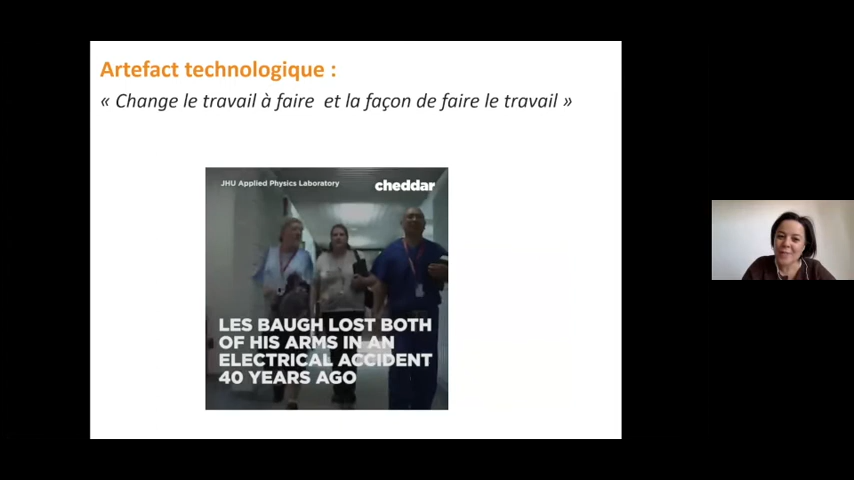 Artefact technologique :
« Change le travail à faire et la façon de faire le travail »
JHU Applied Physics Laboratory
cheddar
LES BAUGH LOST BOTH
OF HIS ARMS IN AN
ELECTRICAL ACCIDENT
40 YEARS AGO